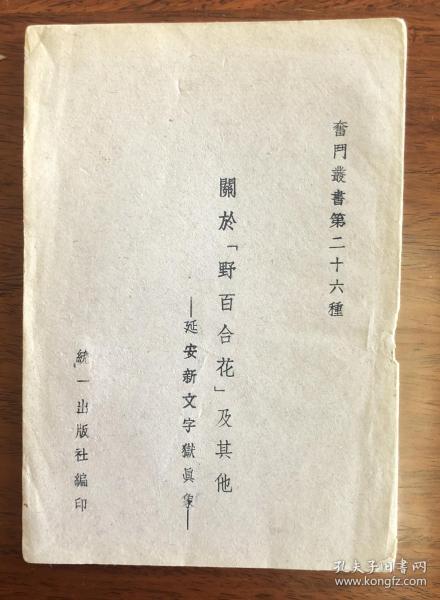 奮鬥叢書第二十六種
關於「野百合花」及其他
—延安新文字獄眞象—
統一出版社編印
孔夫子旧书网
www.kongfz.com